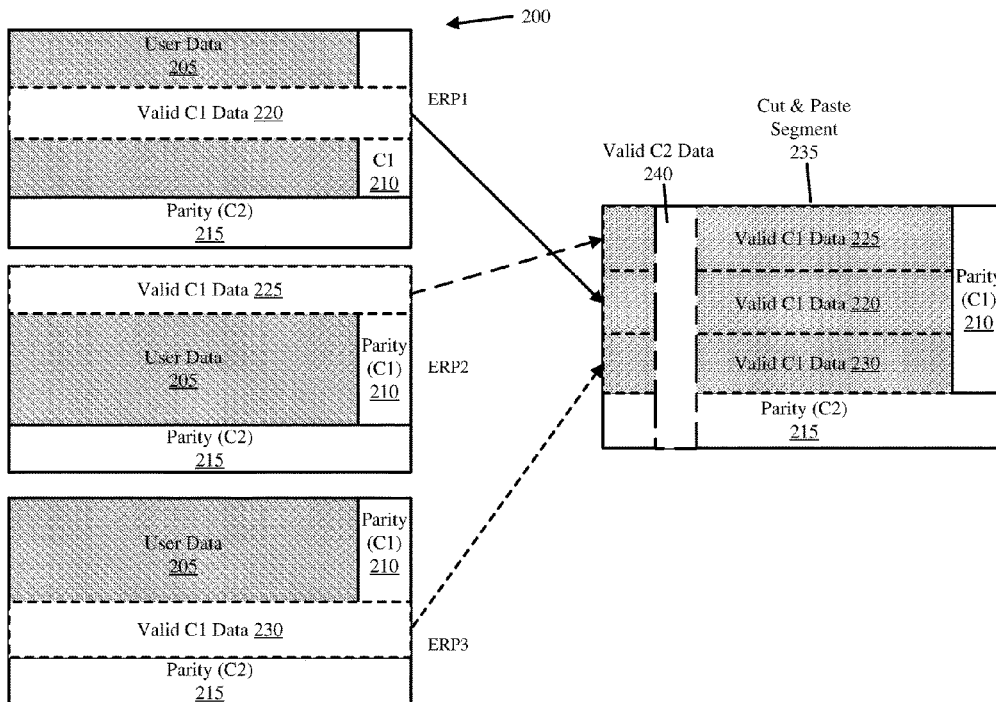 200
User Data
205
Valid C1 Data 220
C1
210
Parity (C2)
215
ERP1
Valid C1 Data 225
User Data
205
Parity
(C1)
210
Parity (C2)
215
ERP2
User Data
205
Parity
(C1)
210
Valid C1 Data 230
Parity (C2)
215
ERP3
Cut & Paste
Segment
235
Valid C2 Data
240
Valid C1 Data 225
Valid C1 Data 220
Valid C1 Data 230
Parity
(C1)
210
Parity (C2)
215